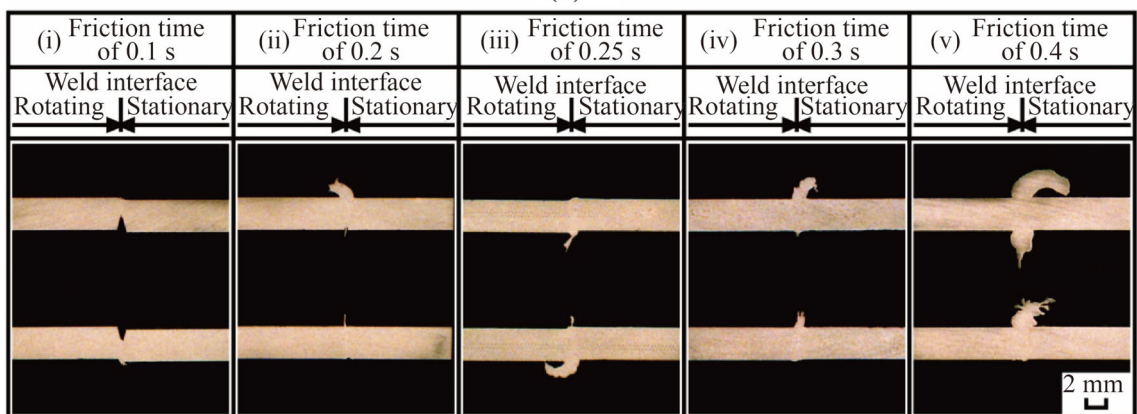 (i) Friction time of 0.1 s
(ii) Friction time of 0.2 s
(iii) Friction time of 0.25 s
(iv) Friction time of 0.3 s
(v) Friction time of 0.4 s
Weld interface
Rotating Stationary
Weld interface
Rotating Stationary
Weld interface
Rotating Stationary
Weld interface
Rotating Stationary
Weld interface
Rotating Stationary
2 mm